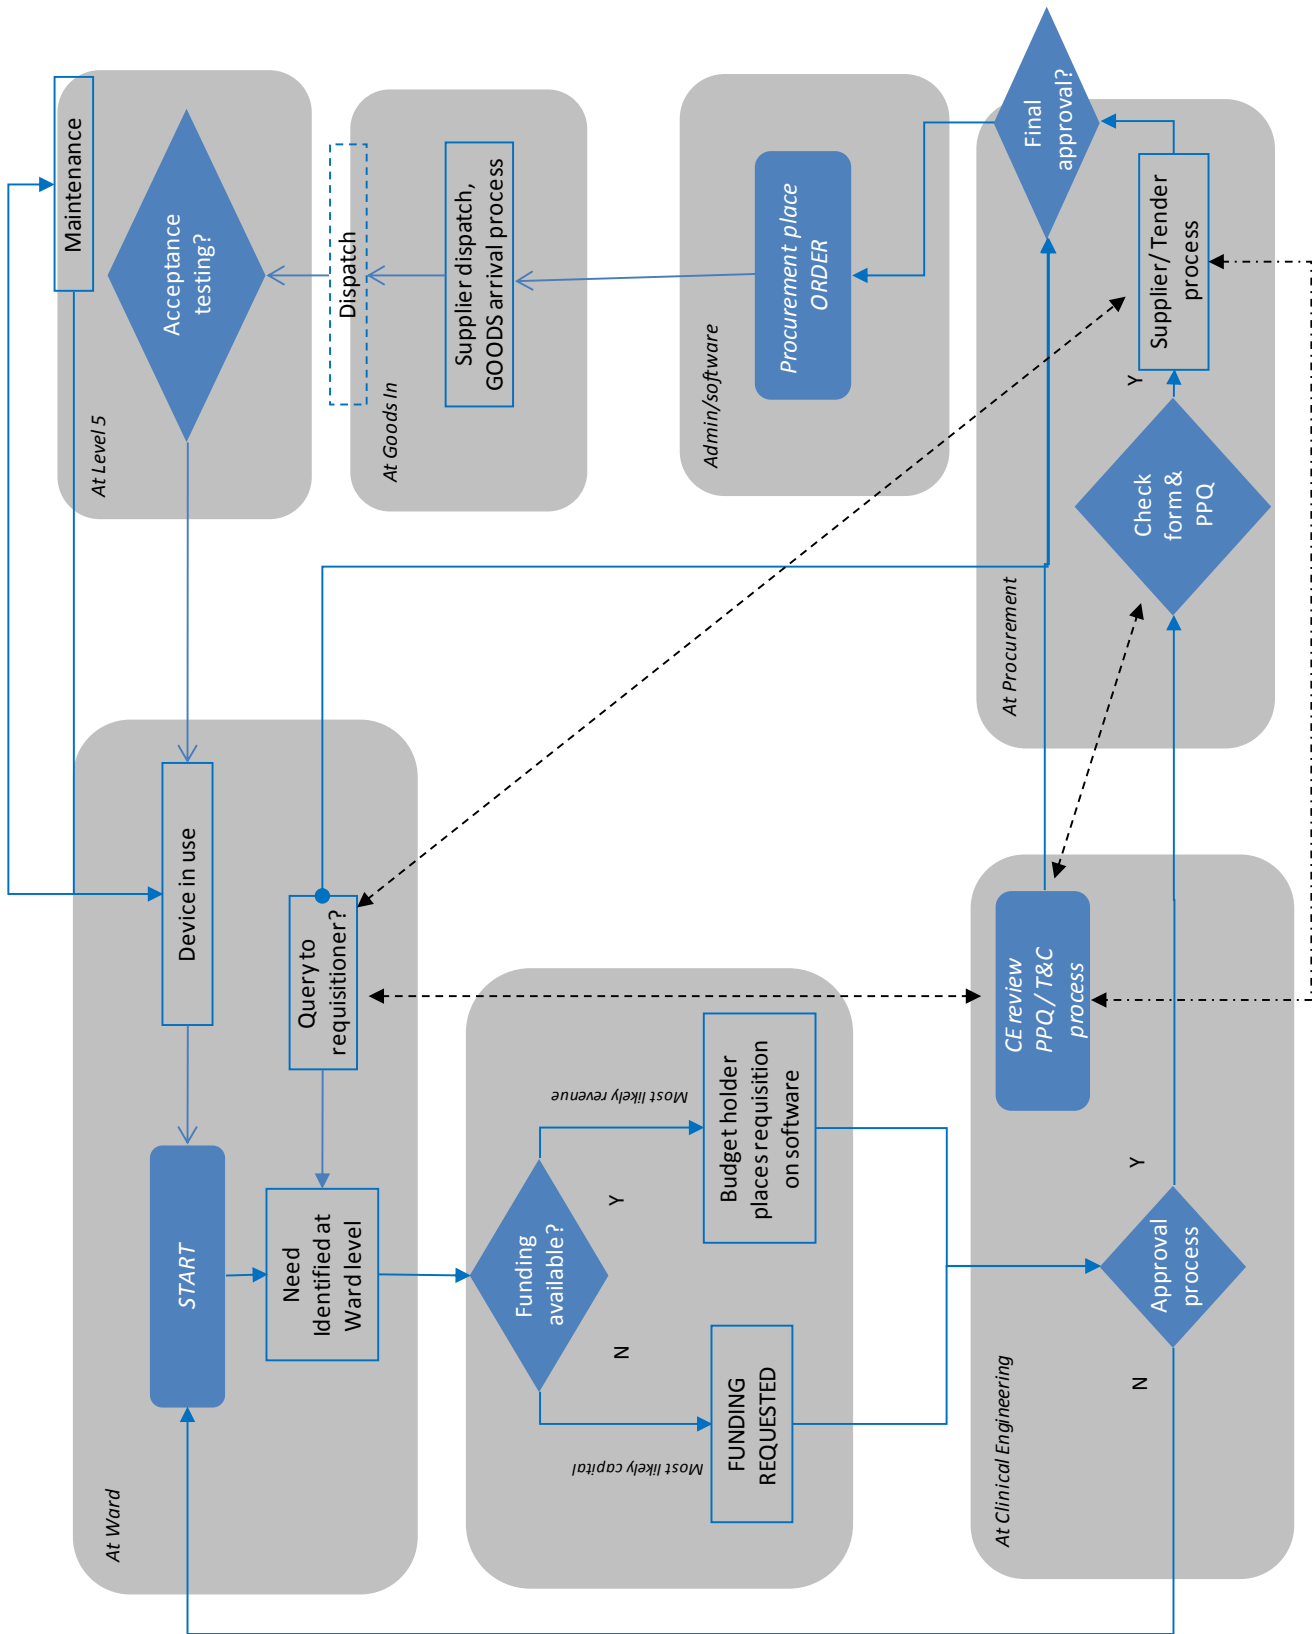 At Ward
START
Need
Identified at
Ward level
Query to
requisitioner?
Device in use
At Level 5
Maintenance
Acceptance
testing?
At Goods In
Dispatch
Supplier dispatch,
GOODS arrival process
Funding
available?
N
Y
Most likely capital
Most likely revenue
FUNDING
REQUESTED
Budget holder
places requisition
on software
Admin/software
Procurement place
ORDER
At Clinical Engineering
CE review
PPQ / T&C
process
Approval
process
N
Y
At Procurement
Check
form &
PPQ
Y
Supplier/ Tender
process
Final
approval?